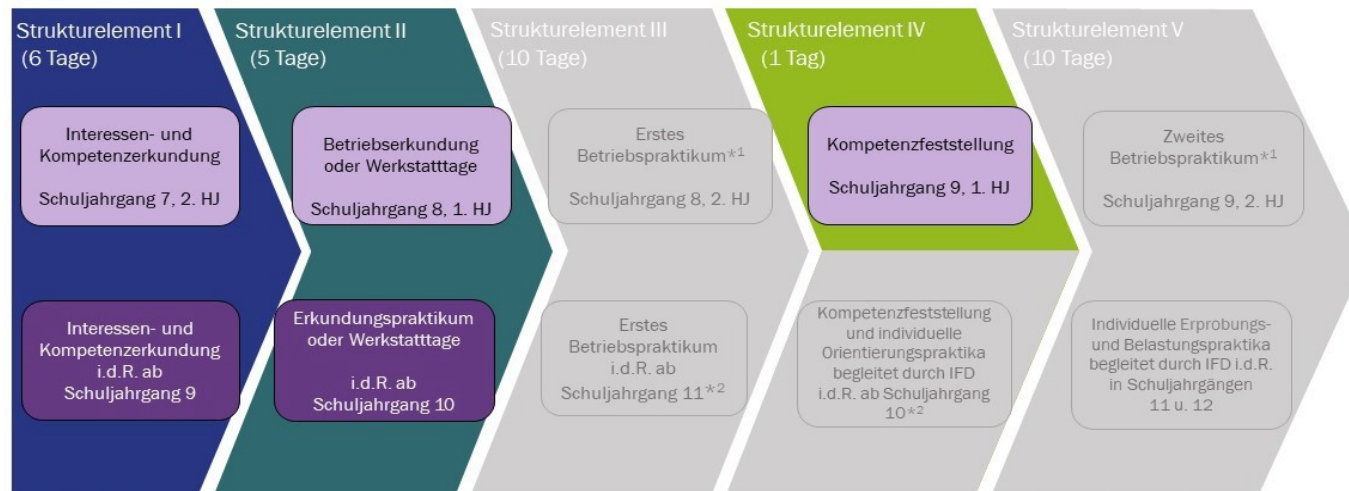 Strukturelement I
(6 Tage)
Strukturelement II
(5 Tage)
Strukturelement III
(10 Tage)
Strukturelement IV
(1 Tag)
Strukturelement V
(10 Tage)
Interessen- und
Kompetenzerkundung
Schuljahrgang 7, 2. HJ
Betriebserkundung
oder Werkstatttage
Schuljahrgang 8, 1. HJ
Erstes
Betriebspraktikum*1
Schuljahrgang 8, 2. HJ
Kompetenzfeststellung
Schuljahrgang 9, 1. HJ
Zweites
Betriebspraktikum*1
Schuljahrgang 9, 2. HJ
Interessen- und
Kompetenzerkundung
i.d.R. ab
Schuljahrgang 9
Erkundungspraktikum
oder Werkstatttage
i.d.R. ab
Schuljahrgang 10
Erstes
Betriebspraktikum
i.d.R. ab
Schuljahrgang 11*2
Kompetenzfeststellung
und individuelle
Orientierungspraktika
begleitet durch IFD
i.d.R. ab Schuljahrgang
10*2
Individuelle Erprobungs-
und Belastungspraktika
begleitet durch IFD i.d.R.
in Schuljahrgängen
11 u. 12